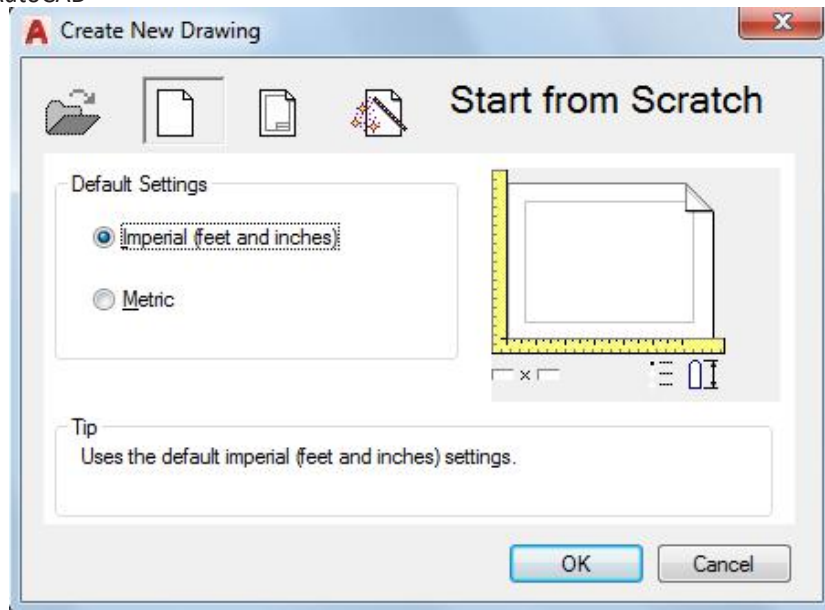 AutoCAD
Create New Drawing
Start from Scratch
Default Settings
Imperial (feet and inches)
Metric
Tip
Uses the default imperial (feet and inches) settings.
OK
Cancel